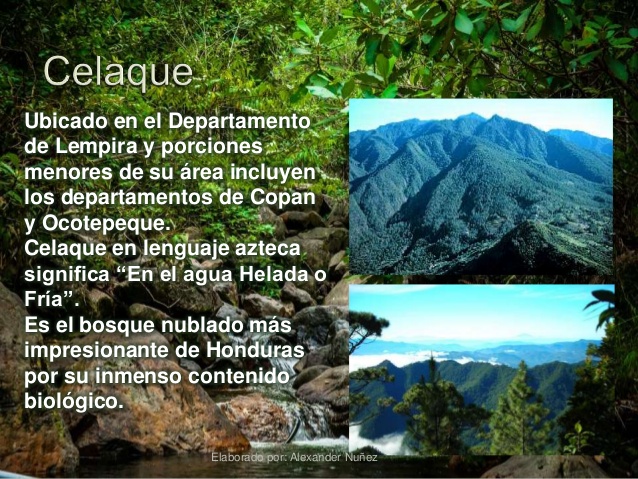 Celaque
Ubicado en el Departamento
de Lempira y porciones
menores de su área incluyen
los departamentos de Copan
y Ocotepeque.
Celaque en lenguaje azteca
significa “En el agua Helada o
Fría”.
Es el bosque nublado más
impresionante de Honduras
por su inmenso contenido
biológico.
Elaborado por: Alexander Nuñez